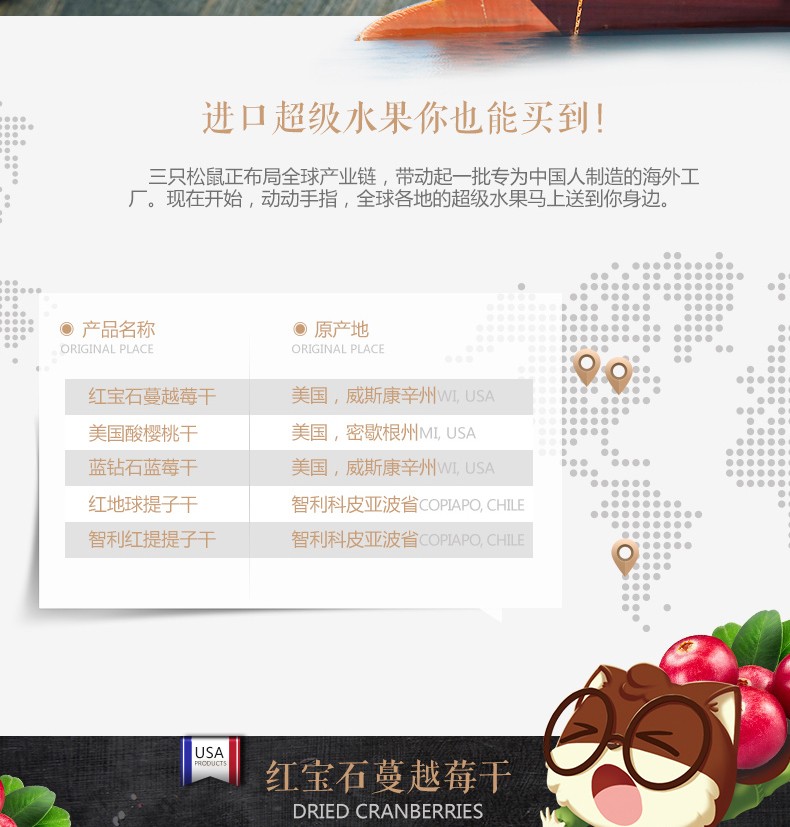 进口超级水果你也能买到!
三只松鼠正布局全球产业链，带动起一批专为中国人制造的海外工
厂。现在开始，动动手指，全球各地的超级水果马上送到你身边。
◉ 产品名称 ◉ 原产地
ORIGINAL PLACE ORIGINAL PLACE
红宝石蔓越莓干 美国，威斯康辛州WI, USA
美国酸樱桃干 美国，密歇根州MI, USA
蓝钻石蓝莓干 美国，威斯康辛州WI, USA
红地球提子干 智利科皮亚波省COPIAPO, CHILE
智利红提提子干 智利科皮亚波省COPIAPO, CHILE
USA
PRODUCTS
红宝石蔓越莓干
DRIED CRANBERRIES